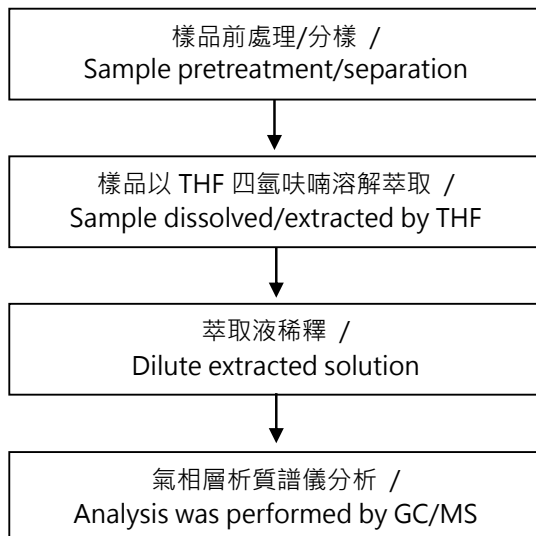 樣品前處理/分樣 /
Sample pretreatment/separation
樣品以 THF 四氫呋喃溶解萃取 /
Sample dissolved/extracted by THF
萃取液稀釋 /
Dilute extracted solution
氣相層析質譜儀分析 /
Analysis was performed by GC/MS